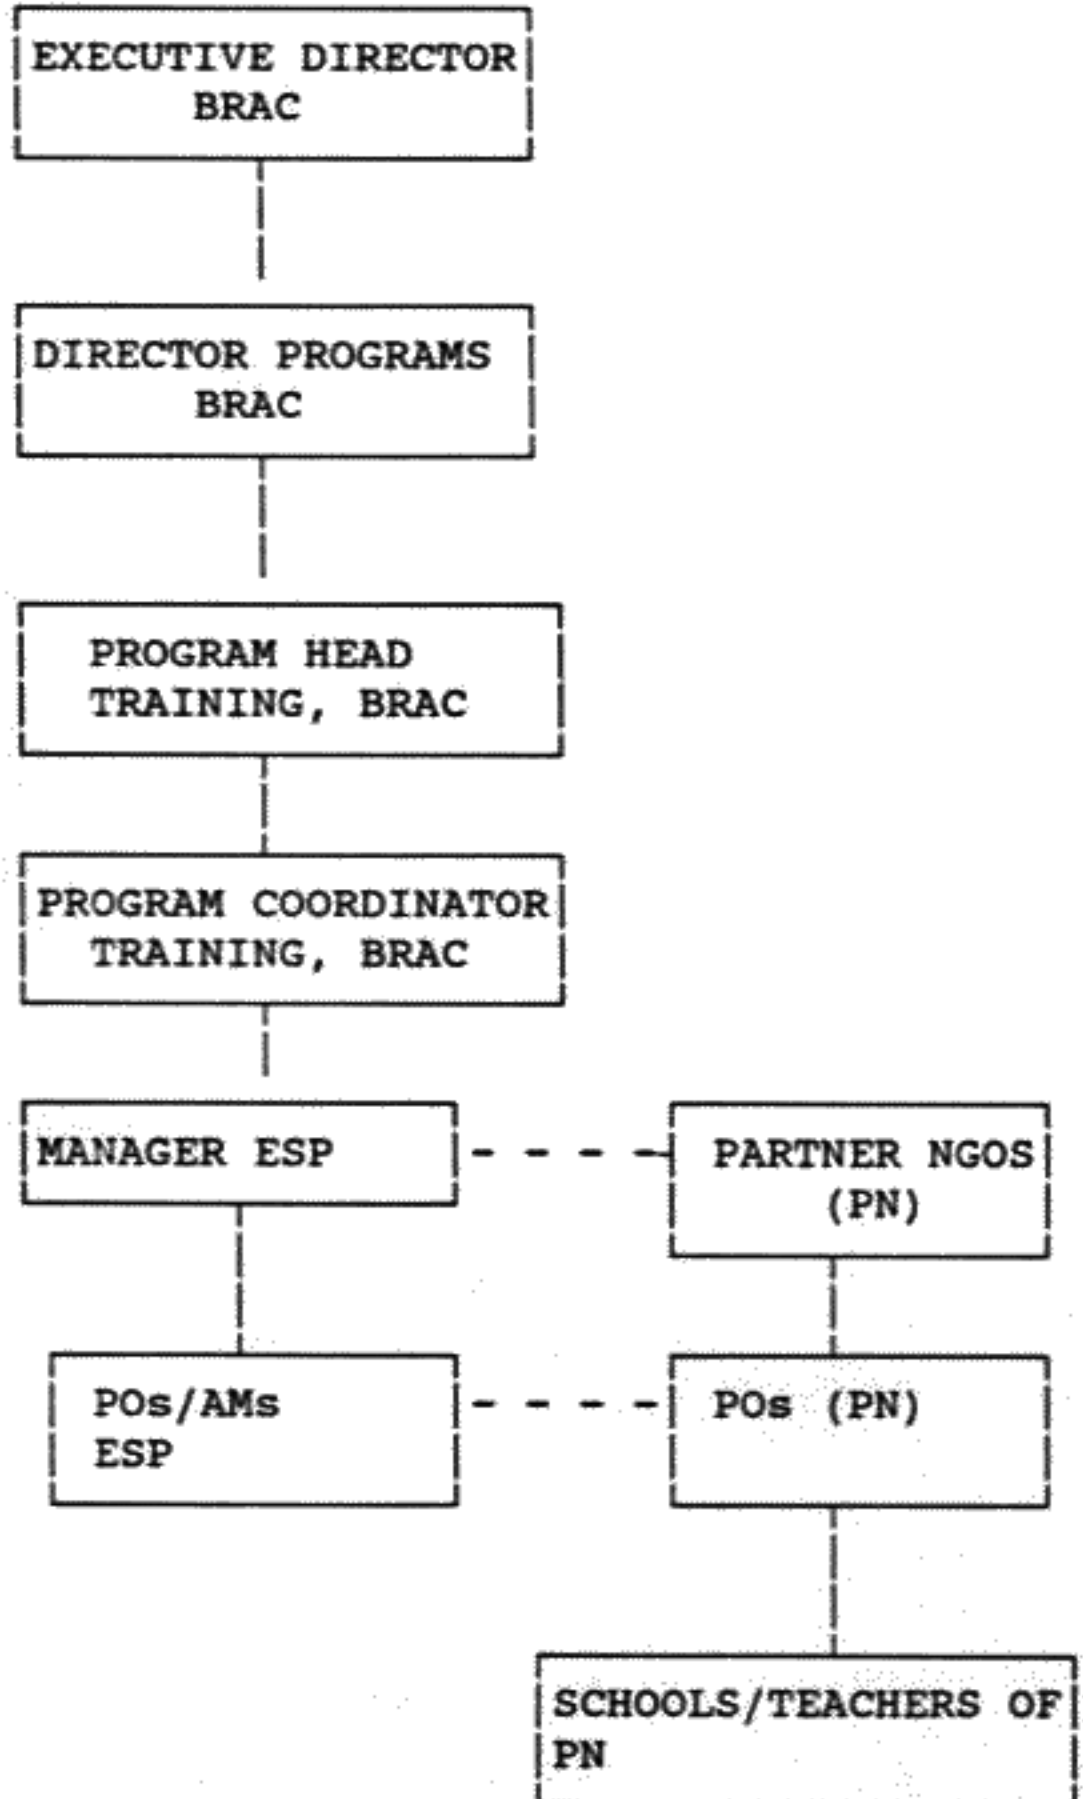 EXECUTIVE DIRECTOR
BRAC
DIRECTOR PROGRAMS
BRAC
PROGRAM HEAD
TRAINING, BRAC
PROGRAM COORDINATOR
TRAINING, BRAC
MANAGER ESP
PARTNER NGOS
(PN)
POs/AMs
ESP
POs (PN)
SCHOOLS/TEACHERS OF
PN